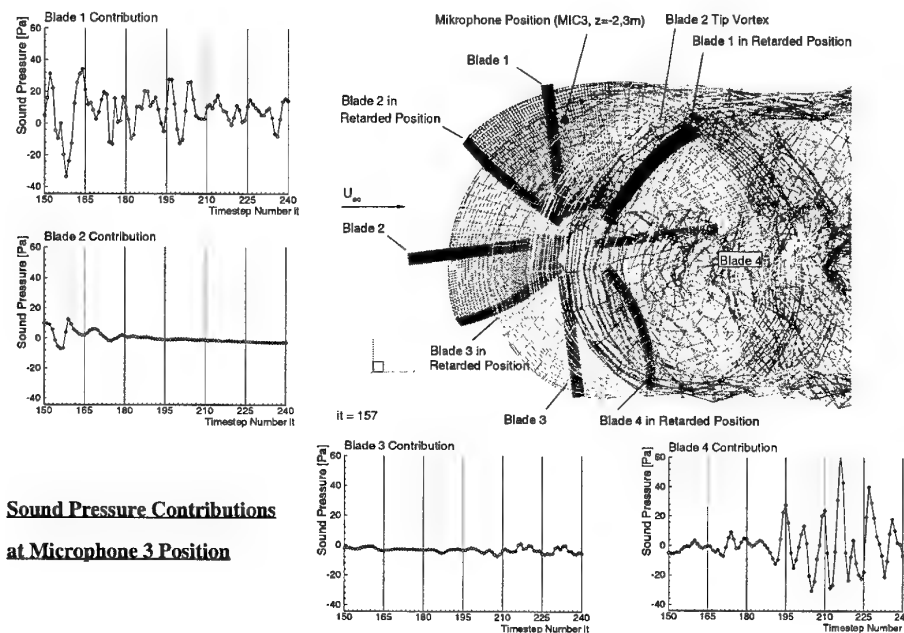 Blade 1 Contribution
Sound Pressure [Pa]
60
40
20
0
-20
-40
150 165 180 195 210 225 240
Timestep Number it
Blade 2 Contribution
Sound Pressure [Pa]
60
40
20
0
-20
-40
150 165 180 195 210 225 240
Timestep Number it
Mikrophone Position (MIC3, z=-2,3m)
Blade 2 Tip Vortex
Blade 1 in Retarded Position
Blade 1
Blade 2 in
Retarded Position
U∞
Blade 2
Blade 4
Blade 3 in
Retarded Position
it = 157
Blade 3
Blade 4 in Retarded Position
Sound Pressure Contributions
at Microphone 3 Position
Blade 3 Contribution
Sound Pressure [Pa]
60
40
20
0
-20
-40
150 165 180 195 210 225 240
Timestep Number it
Blade 4 Contribution
Sound Pressure [Pa]
60
40
20
0
-20
-40
150 165 180 195 210 225 240
Timestep Number it